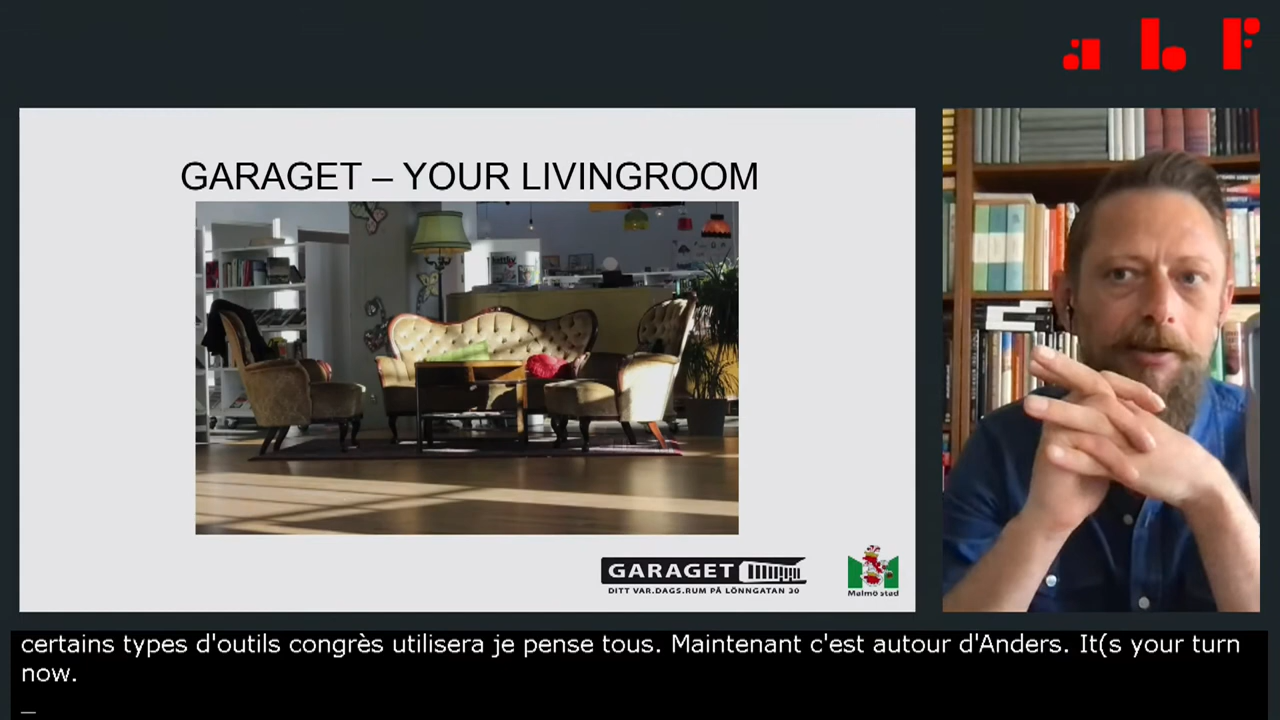 abf
GARAGET – YOUR LIVINGROOM
GARAGET
DITT VAR.DAGS.RUM PÅ LÖNNGATAN 30
Malmö stad
certains types d'outils congrès utilisera je pense tous. Maintenant c'est autour d'Anders. It(s your turn
now.
_